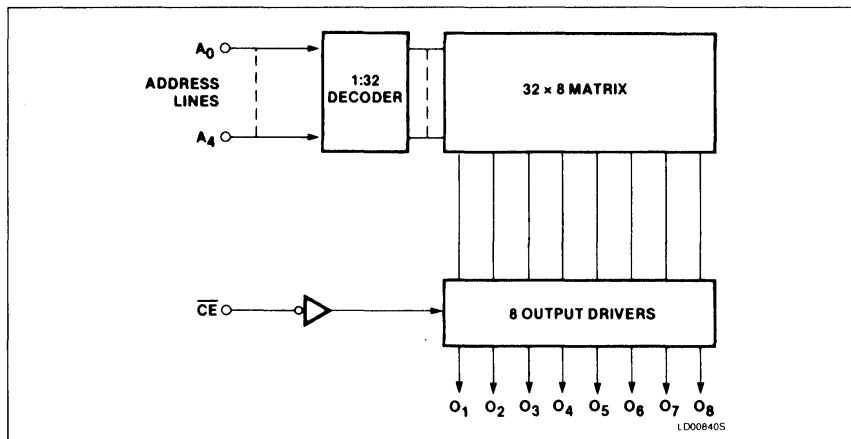 A0
ADDRESS
LINES
A4
1:32
DECODER
32 × 8 MATRIX
CE
8 OUTPUT DRIVERS
O1 O2 O3 O4 O5 O6 O7 O8
LD00840S